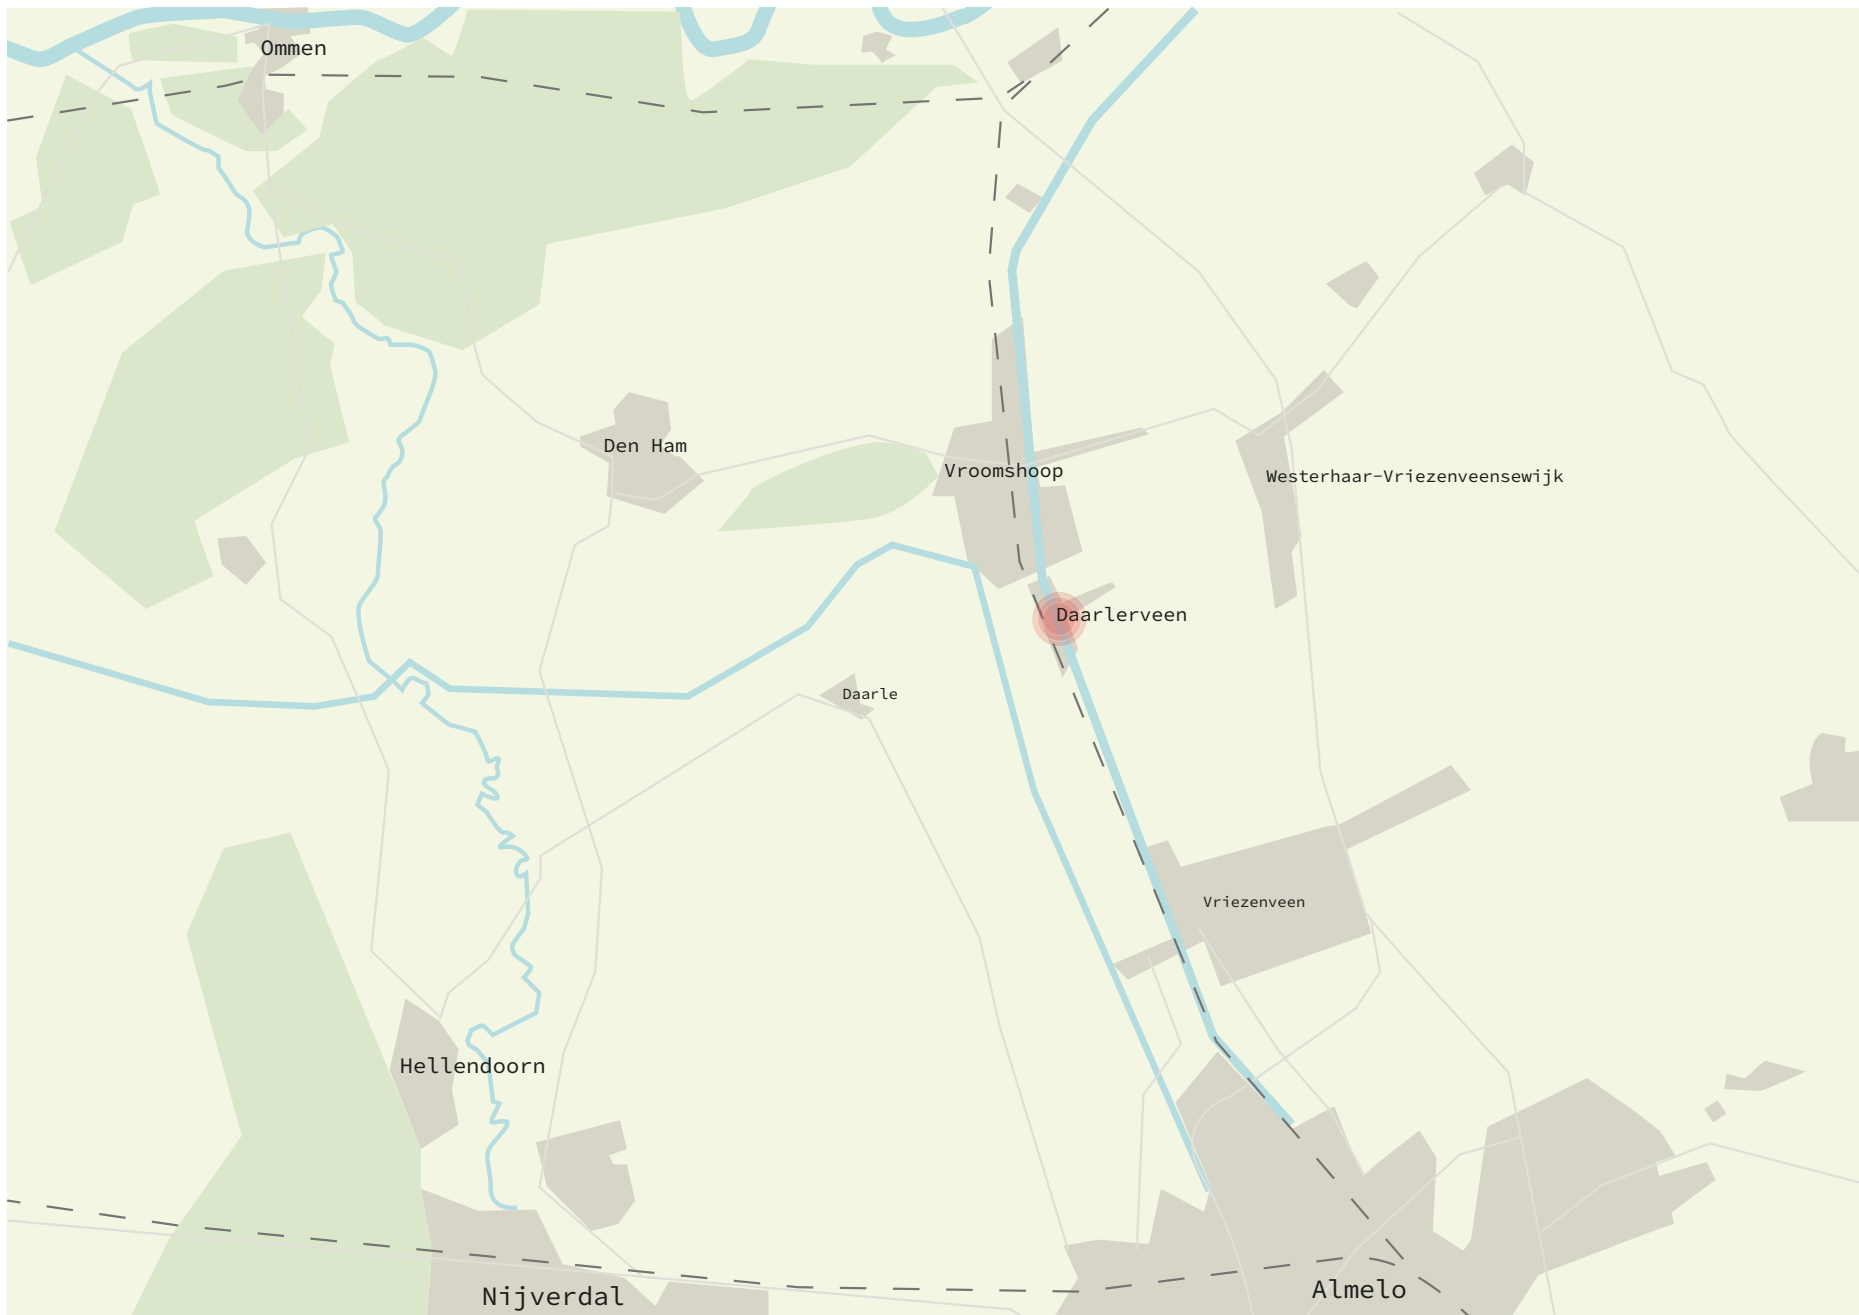 Ommen
Den Ham
Vroomshoop
Westerhaar-Vriezenveensewijk
Daarlerveen
Daarle
Vriezenveen
Hellendoorn
Nijverdal
Almelo